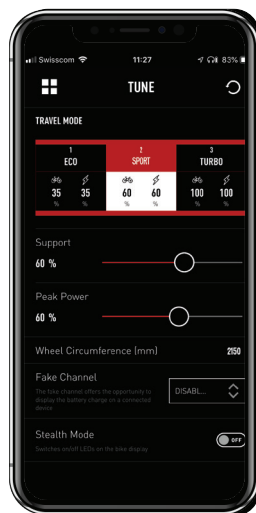 Swisscom 11:27 83%
TUNE
TRAVEL MODE
1 2 3
ECO SPORT TURBO
35 35 60 60 100 100
% % % % % %
Support
60 %
Peak Power
60 %
Wheel Circumference (mm) 2150
Fake Channel
The fake channel offers the opportunity to
display the battery charge on a connected
device
DISABL...
Stealth Mode
Switches on/off LEDs on the bike display
OFF